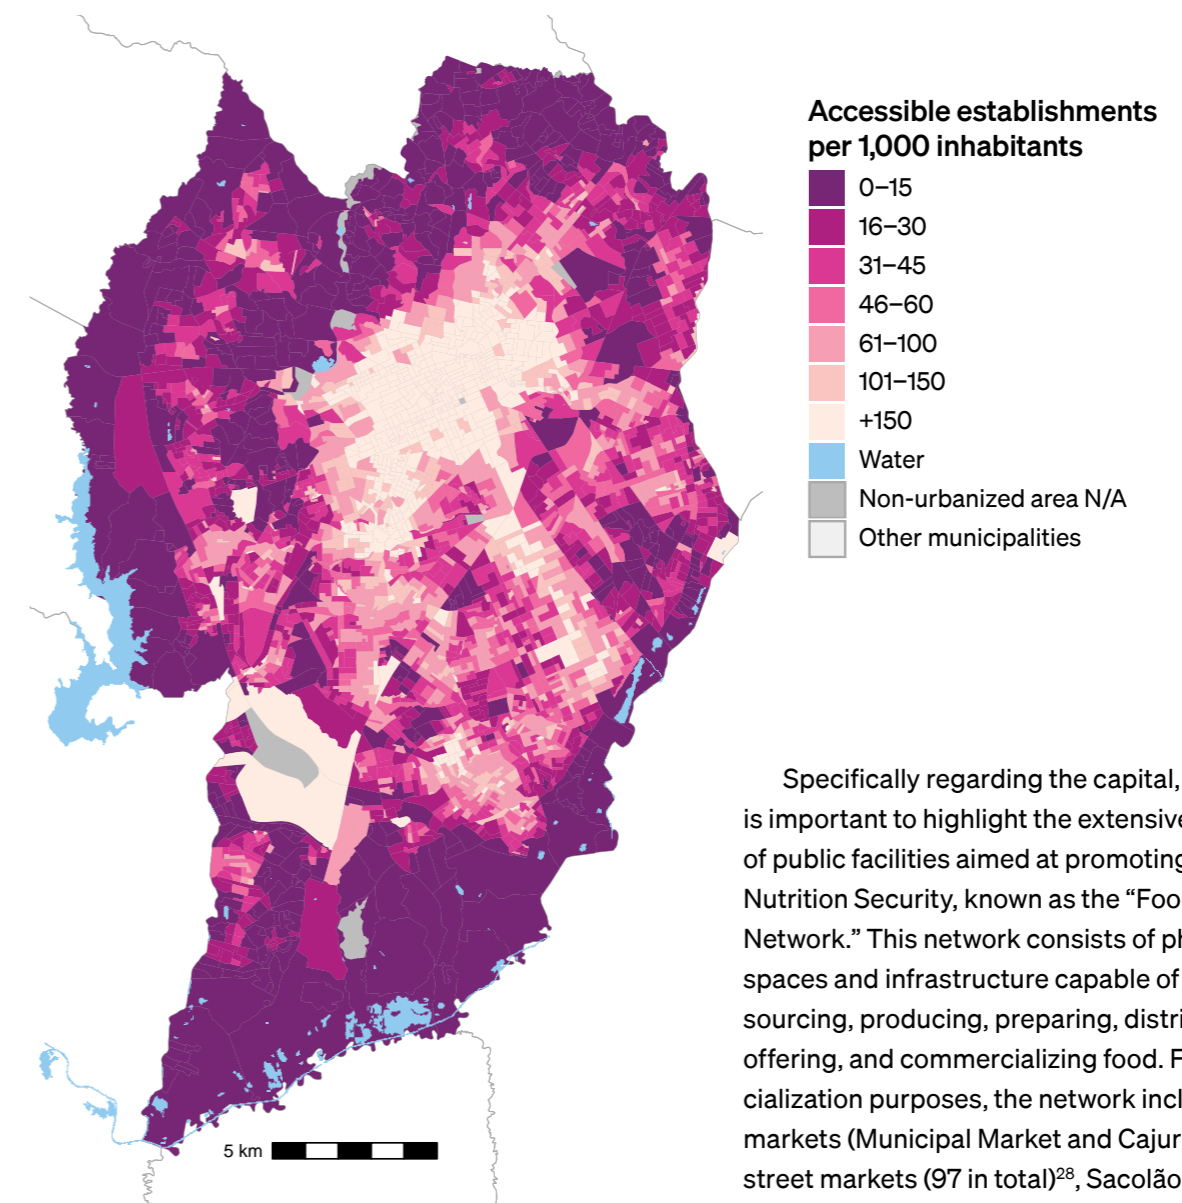 Accessible establishments
per 1,000 inhabitants
0–15
16–30
31–45
46–60
61–100
101–150
+150
Water
Non-urbanized area N/A
Other municipalities
Specifically regarding the capital,
is important to highlight the extensive
of public facilities aimed at promoting
Nutrition Security, known as the “Foo
Network.” This network consists of ph
spaces and infrastructure capable of
sourcing, producing, preparing, distri
offering, and commercializing food. F
cialization purposes, the network incl
markets (Municipal Market and Cajur
street markets (97 in total)²⁸, Sacolão
5 km